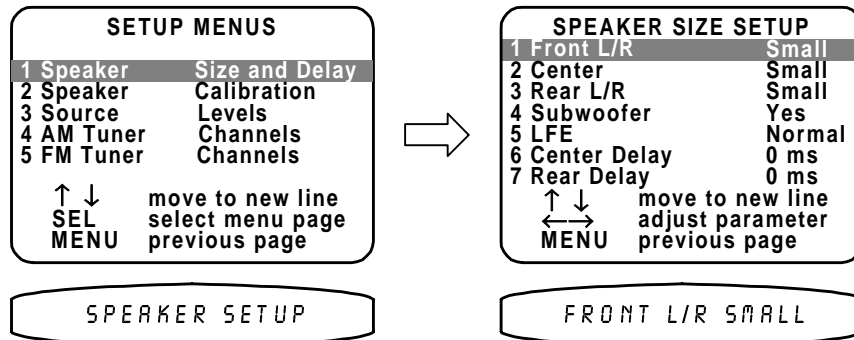 SETUP MENUS
1 Speaker Size and Delay
2 Speaker Calibration
3 Source Levels
4 AM Tuner Channels
5 FM Tuner Channels
↑ ↓ move to new line
SEL select menu page
MENU previous page
SPEAKER SETUP
SPEAKER SIZE SETUP
1 Front L/R Small
2 Center Small
3 Rear L/R Small
4 Subwoofer Yes
5 LFE Normal
6 Center Delay 0 ms
7 Rear Delay 0 ms
↑ ↓ move to new line
←→ adjust parameter
MENU previous page
FRONT L/R SMALL